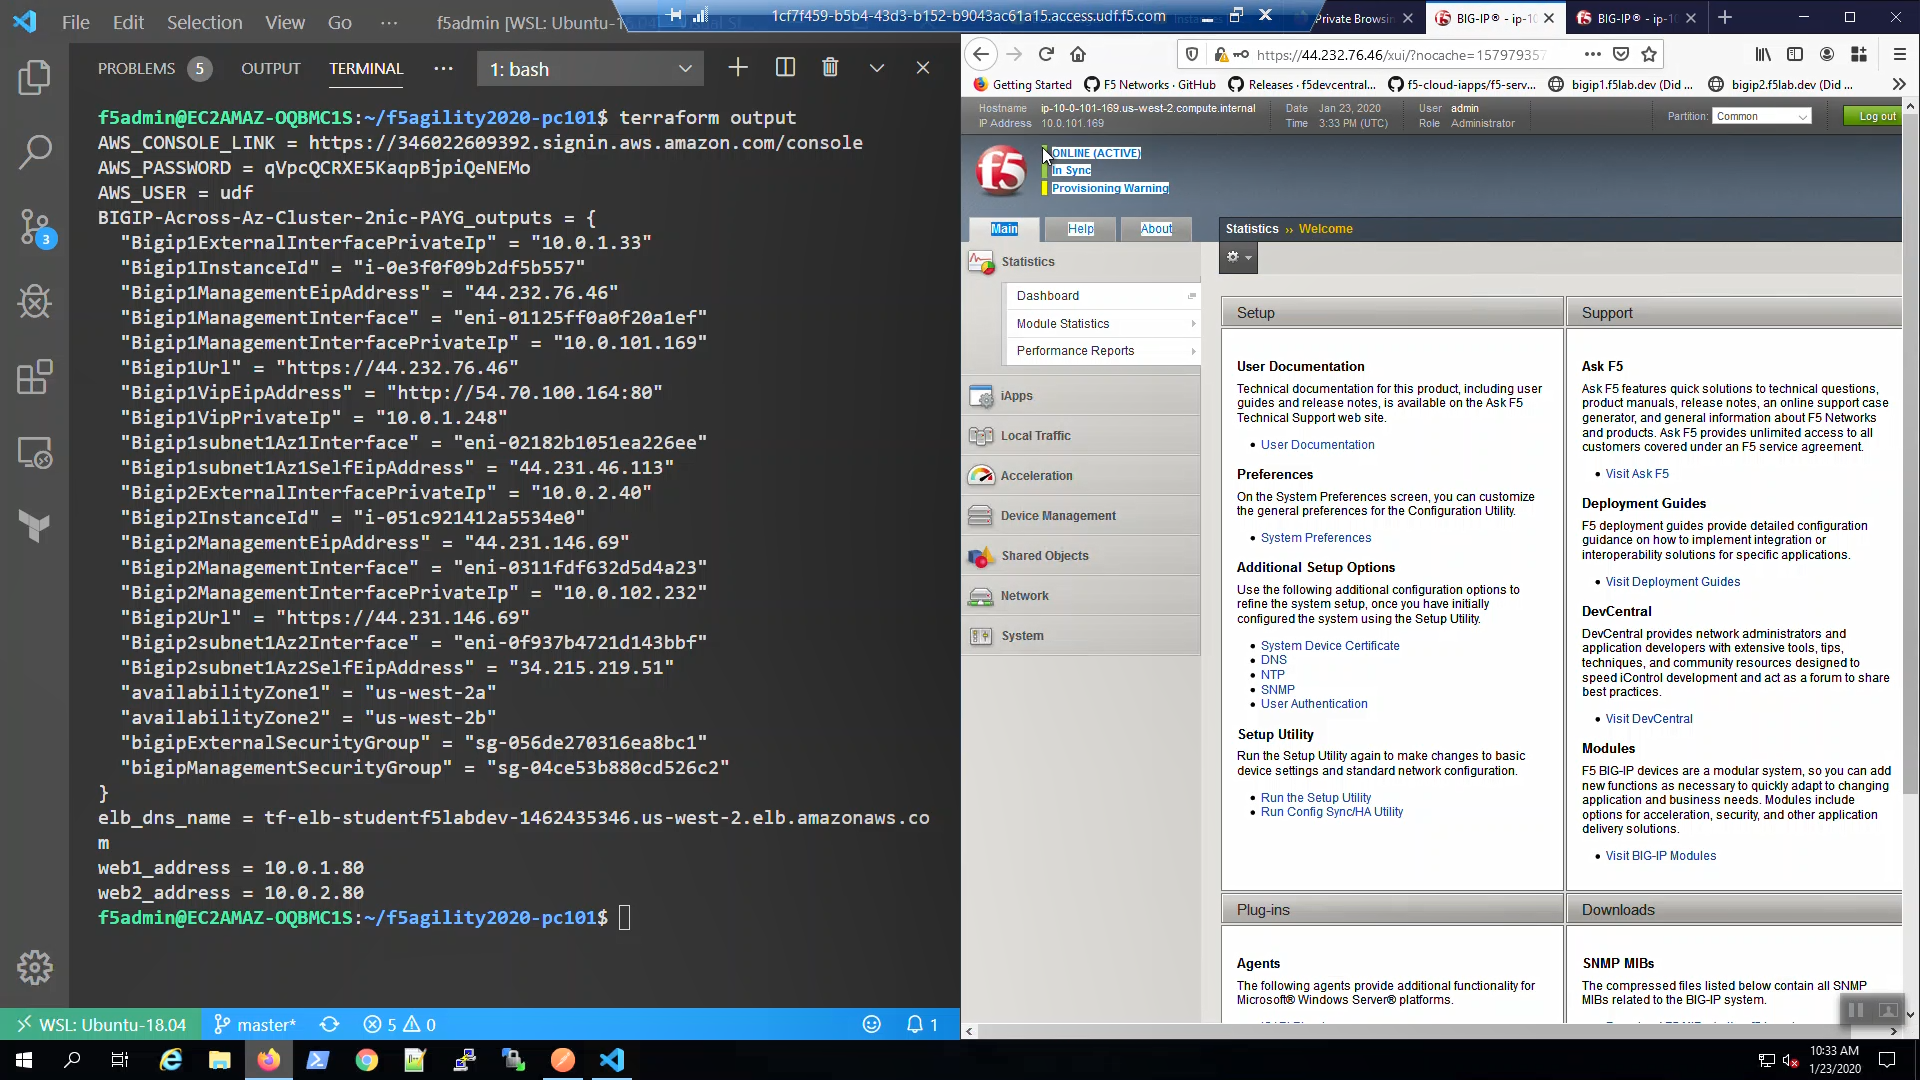 File Edit Selection View Go ··· f5admin [WSL: Ubuntu-18.04]
1cf7f459-b5b4-43d3-b152-b9043ac61a15.access.udf.f5.com
Private Browsin
BIG-IP® - ip-10
BIG-IP® - ip-10
PROBLEMS 5 OUTPUT TERMINAL ··· 1: bash
https://44.232.76.46/xui/?nocache=157979357
Getting Started F5 Networks · GitHub Releases · f5devcentral... f5-cloud-iapps/f5-serv... bigip1.f5lab.dev (Did ... bigip2.f5lab.dev (Did ...
f5admin@EC2AMAZ-OQBMC1S:~/f5agility2020-pc101$ terraform output
AWS_CONSOLE_LINK = https://346022609392.signin.aws.amazon.com/console
AWS_PASSWORD = qVpcQCRXE5KaqpBjpiQeNEMo
AWS_USER = udf
BIGIP-Across-Az-Cluster-2nic-PAYG_outputs = {
"Bigip1ExternalInterfacePrivateIp" = "10.0.1.33"
"Bigip1InstanceId" = "i-0e3f0f09b2df5b557"
"Bigip1ManagementEipAddress" = "44.232.76.46"
"Bigip1ManagementInterface" = "eni-01125ff0a0f20a1ef"
"Bigip1ManagementInterfacePrivateIp" = "10.0.101.169"
"Bigip1Url" = "https://44.232.76.46"
"Bigip1VipEipAddress" = "http://54.70.100.164:80"
"Bigip1VipPrivateIp" = "10.0.1.248"
"Bigip1subnet1Az1Interface" = "eni-02182b1051ea226ee"
"Bigip1subnet1Az1SelfEipAddress" = "44.231.46.113"
"Bigip2ExternalInterfacePrivateIp" = "10.0.2.40"
"Bigip2InstanceId" = "i-051c921412a5534e0"
"Bigip2ManagementEipAddress" = "44.231.146.69"
"Bigip2ManagementInterface" = "eni-0311fdf632d5d4a23"
"Bigip2ManagementInterfacePrivateIp" = "10.0.102.232"
"Bigip2Url" = "https://44.231.146.69"
"Bigip2subnet1Az2Interface" = "eni-0f937b4721d143bbf"
"Bigip2subnet1Az2SelfEipAddress" = "34.215.219.51"
"availabilityZone1" = "us-west-2a"
"availabilityZone2" = "us-west-2b"
"bigipExternalSecurityGroup" = "sg-056de270316ea8bc1"
"bigipManagementSecurityGroup" = "sg-04ce53b880cd526c2"
}
elb_dns_name = tf-elb-studentf5labdev-1462435346.us-west-2.elb.amazonaws.co
m
web1_address = 10.0.1.80
web2_address = 10.0.2.80
f5admin@EC2AMAZ-OQBMC1S:~/f5agility2020-pc101$
3
WSL: Ubuntu-18.04 master* 5 0 1
Hostname ip-10-0-101-169.us-west-2.compute.internal Date Jan 23, 2020 User admin
IP Address 10.0.101.169 Time 3:33 PM (UTC) Role Administrator
Partition: Common Log out
f5
ONLINE (ACTIVE)
In Sync
Provisioning Warning
Main Help About
Statistics
Dashboard
Module Statistics
Performance Reports
iApps
Local Traffic
Acceleration
Device Management
Shared Objects
Network
System
Statistics ›› Welcome
Setup
User Documentation
Technical documentation for this product, including user
guides and release notes, is available on the Ask F5
Technical Support web site.
• User Documentation
Preferences
On the System Preferences screen, you can customize
the general preferences for the Configuration Utility.
• System Preferences
Additional Setup Options
Use the following additional configuration options to
refine the system setup, once you have initially
configured the system using the Setup Utility.
• System Device Certificate
• DNS
• NTP
• SNMP
• User Authentication
Setup Utility
Run the Setup Utility again to make changes to basic
device settings and standard network configuration.
• Run the Setup Utility
• Run Config Sync/HA Utility
Support
Ask F5
Ask F5 features quick solutions to technical questions,
product manuals, release notes, an online support case
generator, and general information about F5 Networks
and products. Ask F5 provides unlimited access to all
customers covered under an F5 service agreement.
• Visit Ask F5
Deployment Guides
F5 deployment guides provide detailed configuration
guidance on how to implement integration or
interoperability solutions for specific applications.
• Visit Deployment Guides
DevCentral
DevCentral provides network administrators and
application developers with extensive tools, tips,
techniques, and community resources designed to
speed iControl development and act as a forum to share
best practices.
• Visit DevCentral
Modules
F5 BIG-IP devices are a modular system, so you can add
new functions as necessary to quickly adapt to changing
application and business needs. Modules include
options for acceleration, security, and other application
delivery solutions.
• Visit BIG-IP Modules
Plug-ins
Agents
The following agents provide additional functionality for
Microsoft® Windows Server® platforms.
Downloads
SNMP MIBs
The compressed files listed below contain all SNMP
MIBs related to the BIG-IP system.
10:33 AM
1/23/2020